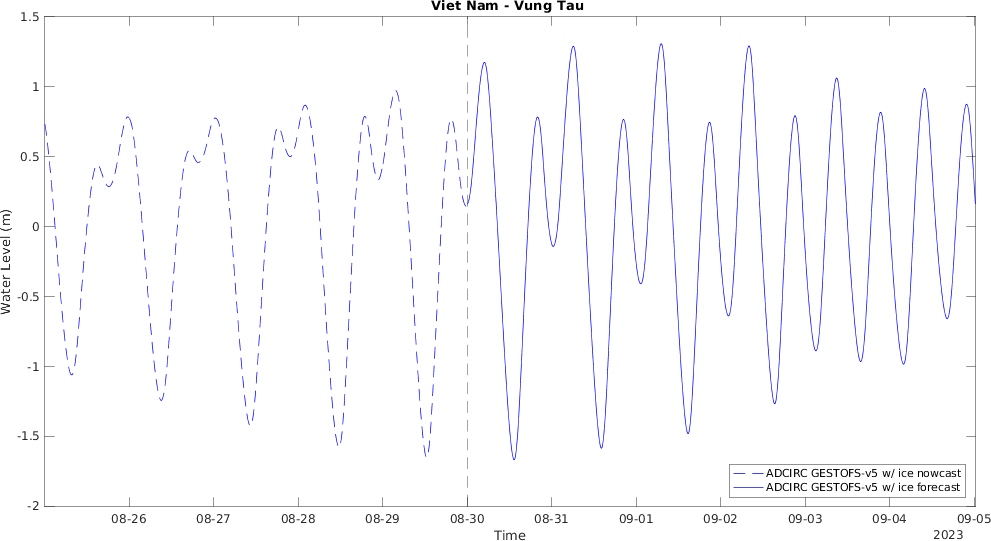 Viet Nam - Vung Tau
1.5
1
0.5
0
-0.5
-1
-1.5
-2
Water Level (m)
08-26 08-27 08-28 08-29 08-30 08-31 09-01 09-02 09-03 09-04 09-05
Time
2023
ADCIRC GESTOFS-v5 w/ ice nowcast
ADCIRC GESTOFS-v5 w/ ice forecast